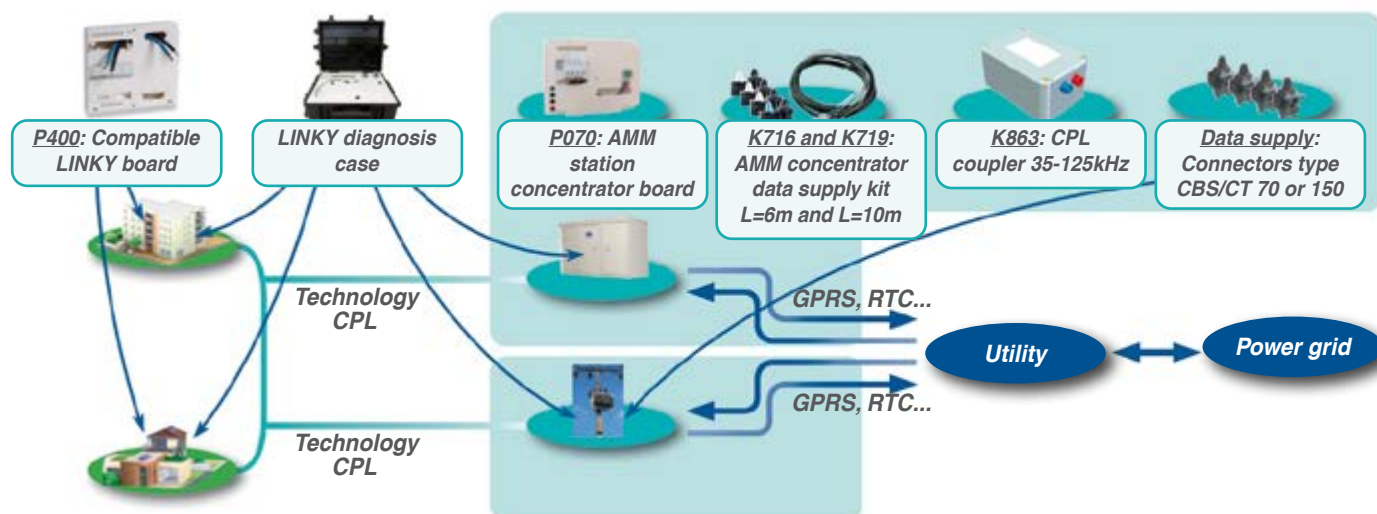 P400: Compatible
LINKY board
LINKY diagnosis
case
P070: AMM
station
concentrator board
K716 and K719:
AMM concentrator
data supply kit
L=6m and L=10m
K863: CPL
coupler 35-125kHz
Data supply:
Connectors type
CBS/CT 70 or 150
Technology
CPL
GPRS, RTC...
Utility
Power grid
GPRS, RTC...
Technology
CPL